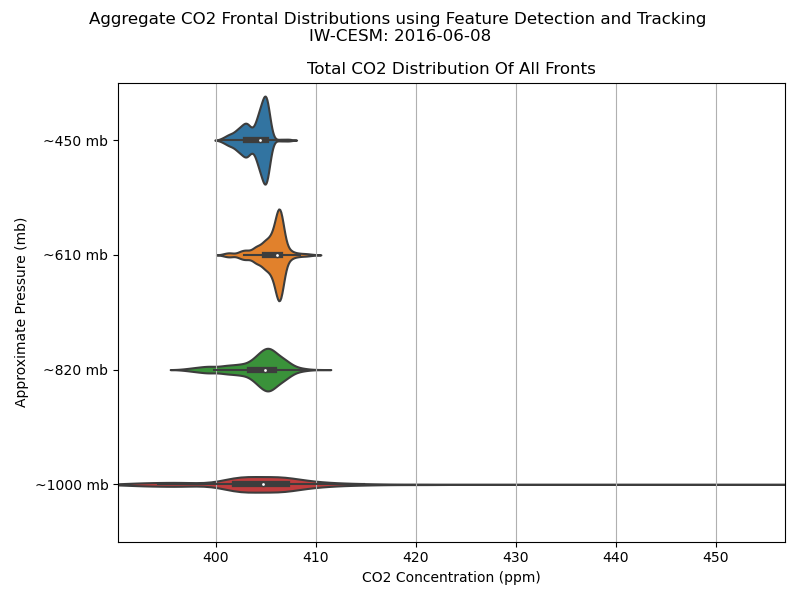 Aggregate CO2 Frontal Distributions using Feature Detection and Tracking
IW-CESM: 2016-06-08
Total CO2 Distribution Of All Fronts
Approximate Pressure (mb)
~450 mb
~610 mb
~820 mb
~1000 mb
400 410 420 430 440 450
CO2 Concentration (ppm)